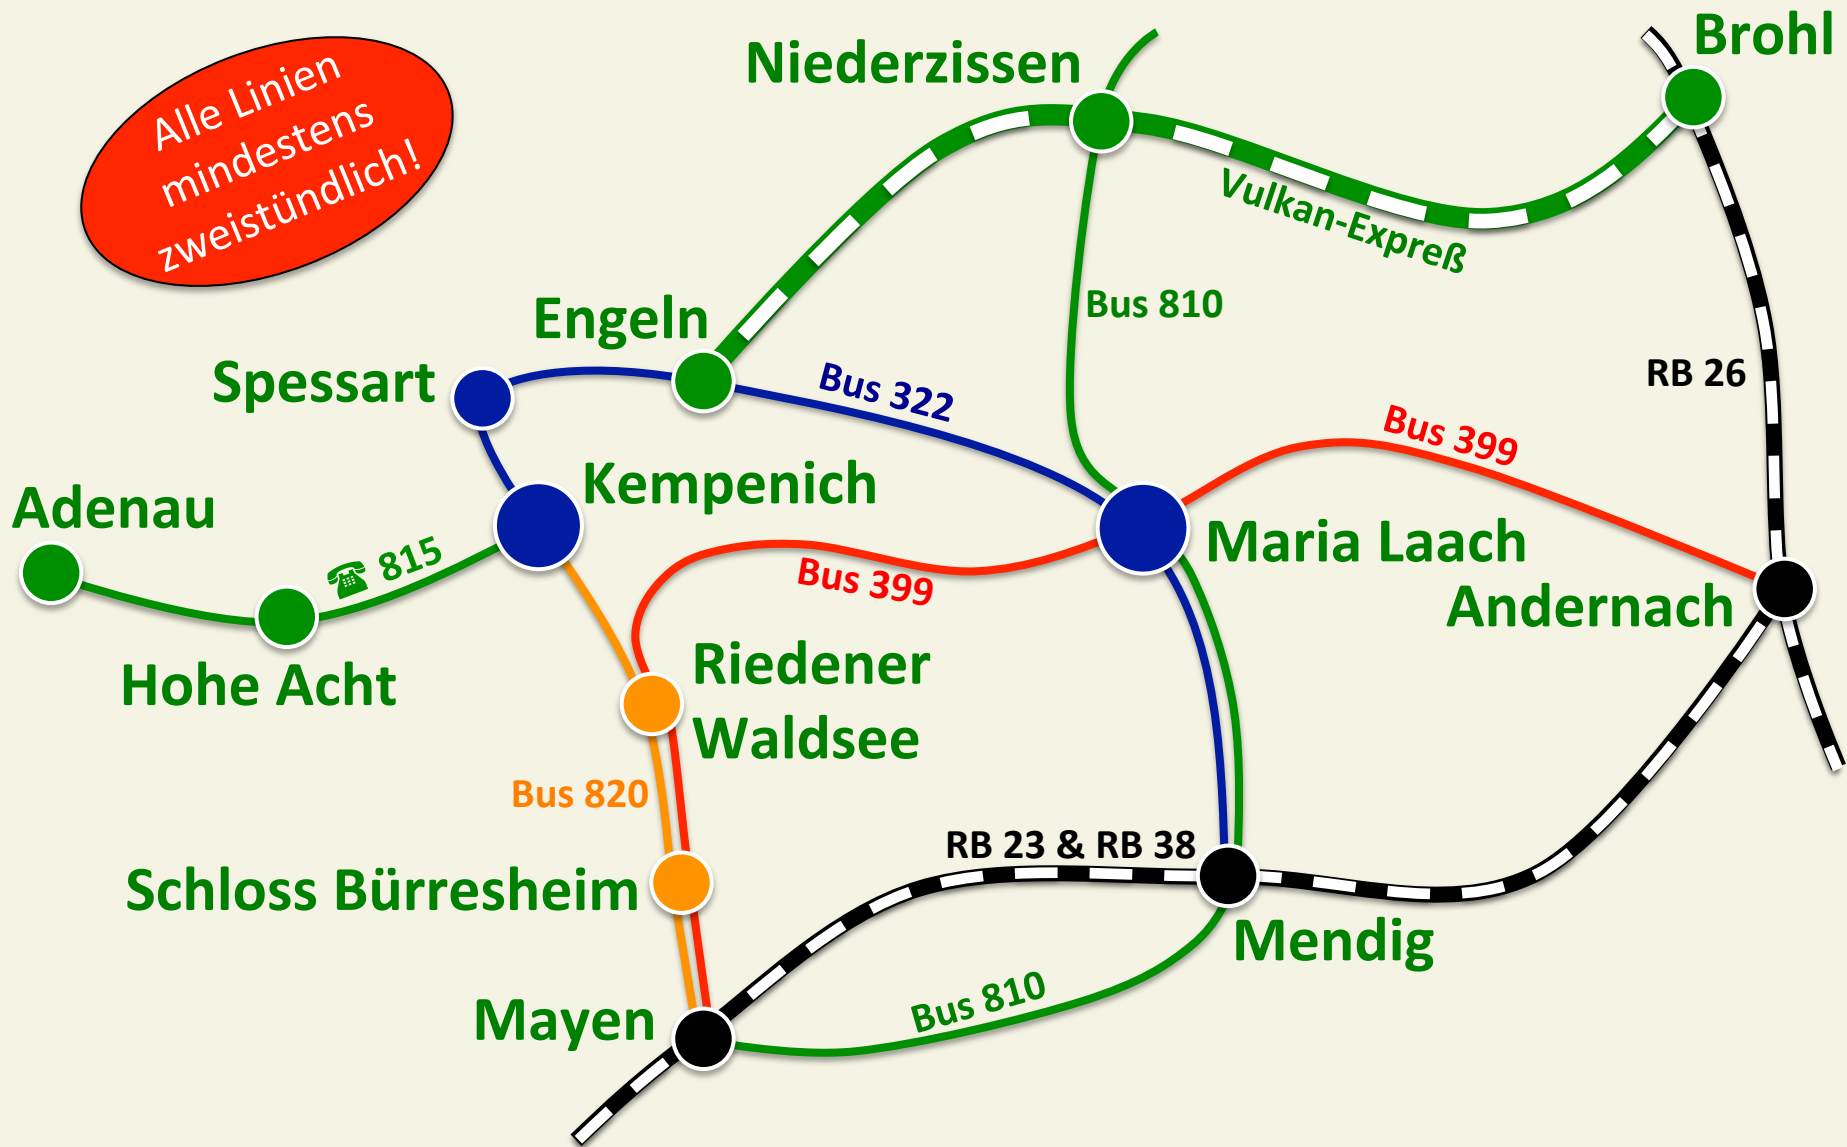 Alle Linien
mindestens
zweistündlich!
Niederzissen
Brohl
Vulkan-Expreß
Engeln
Bus 810
Spessart
Bus 322
RB 26
Bus 399
Adenau
Kempenich
☎ 815
Maria Laach
Bus 399
Andernach
Hohe Acht
Riedener
Waldsee
Bus 820
RB 23 & RB 38
Schloss Bürresheim
Mendig
Mayen
Bus 810